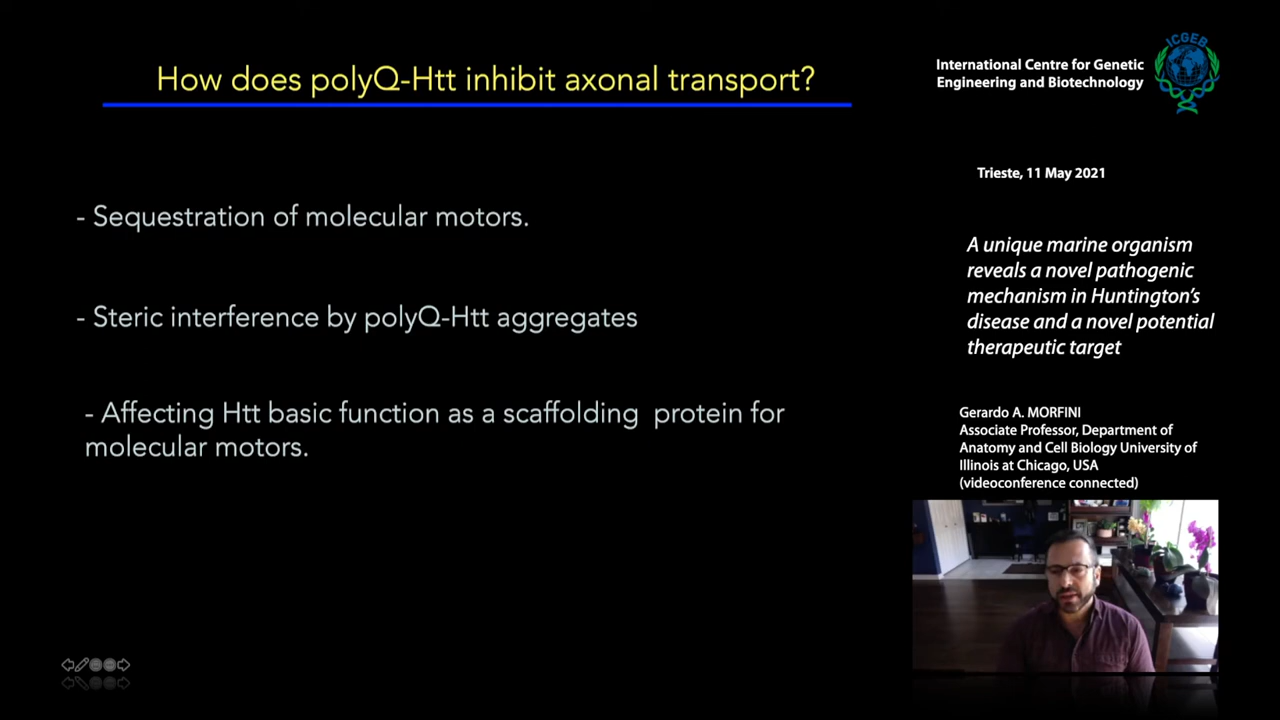 How does polyQ-Htt inhibit axonal transport?
- Sequestration of molecular motors.
- Steric interference by polyQ-Htt aggregates
- Affecting Htt basic function as a scaffolding protein for
molecular motors.
International Centre for Genetic
Engineering and Biotechnology
ICGEB
Trieste, 11 May 2021
A unique marine organism
reveals a novel pathogenic
mechanism in Huntington’s
disease and a novel potential
therapeutic target
Gerardo A. MORFINI
Associate Professor, Department of
Anatomy and Cell Biology University of
Illinois at Chicago, USA
(videoconference connected)